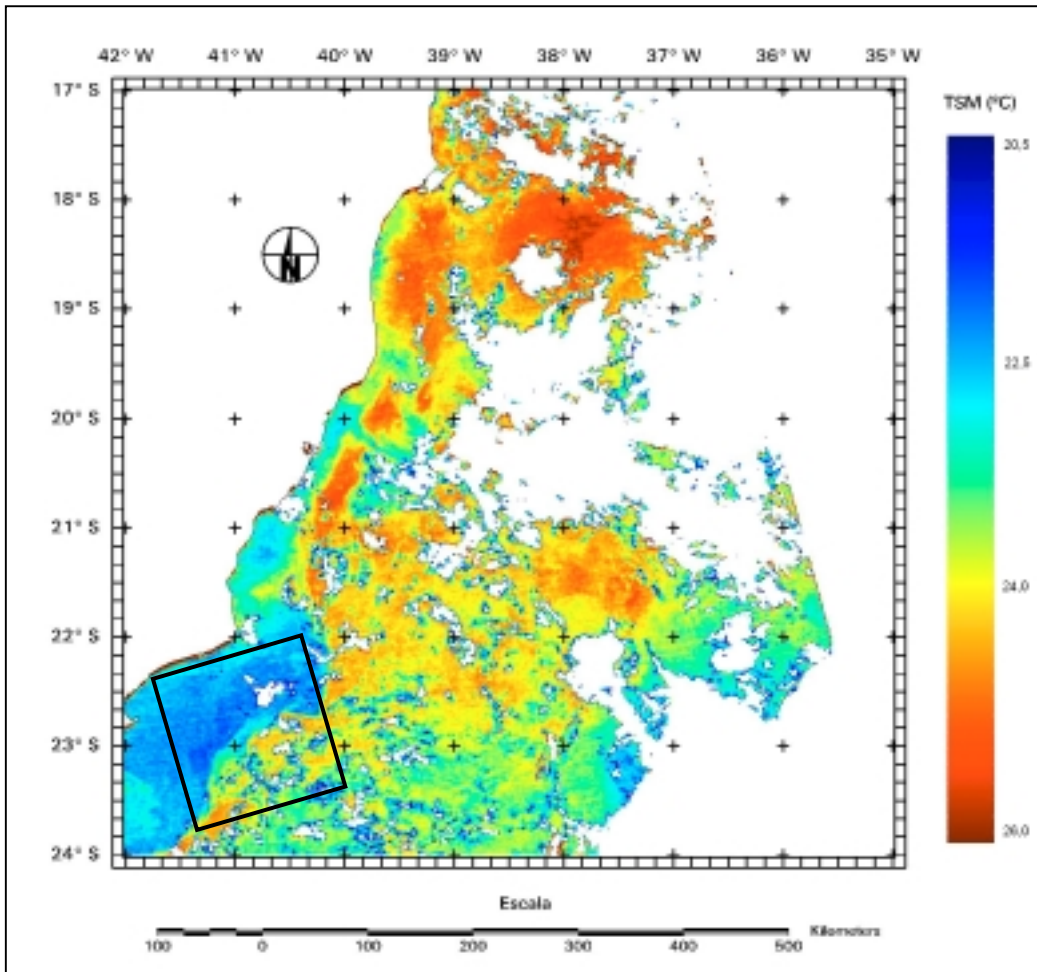 42° W 41° W 40° W 39° W 38° W 37° W 36° W 35° W
17° S
TSM (ºC)
20,5
18° S
N
19° S
22,5
20° S
21° S
24,0
22° S
23° S
26,0
24° S
Escala
Kilometers
100 0 100 200 300 400 500